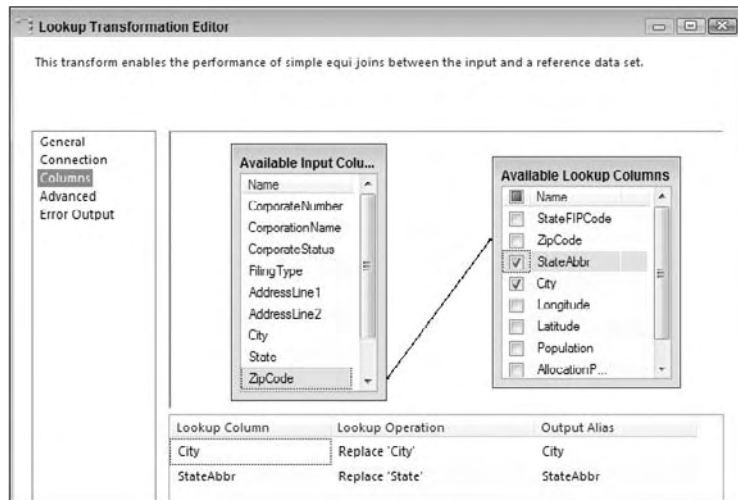 Lookup Transformation Editor
This transform enables the performance of simple equi joins between the input and a reference data set.
General
Connection
Columns
Advanced
Error Output
Available Input Colu...
Name
CorporateNumber
CorporationName
CorporateStatus
FilingType
AddressLine1
AddressLine2
City
State
ZipCode
Available Lookup Columns
Name
StateFIPCode
ZipCode
StateAbbr
City
Longitude
Latitude
Population
AllocationP...
Lookup Column Lookup Operation Output Alias
City Replace 'City' City
StateAbbr Replace 'State' StateAbbr